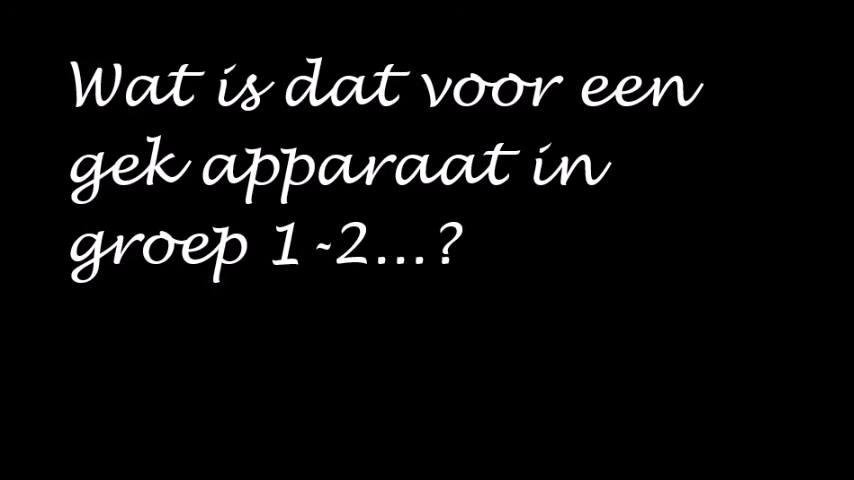 Wat is dat voor een
gek apparaat in
groep 1-2...?